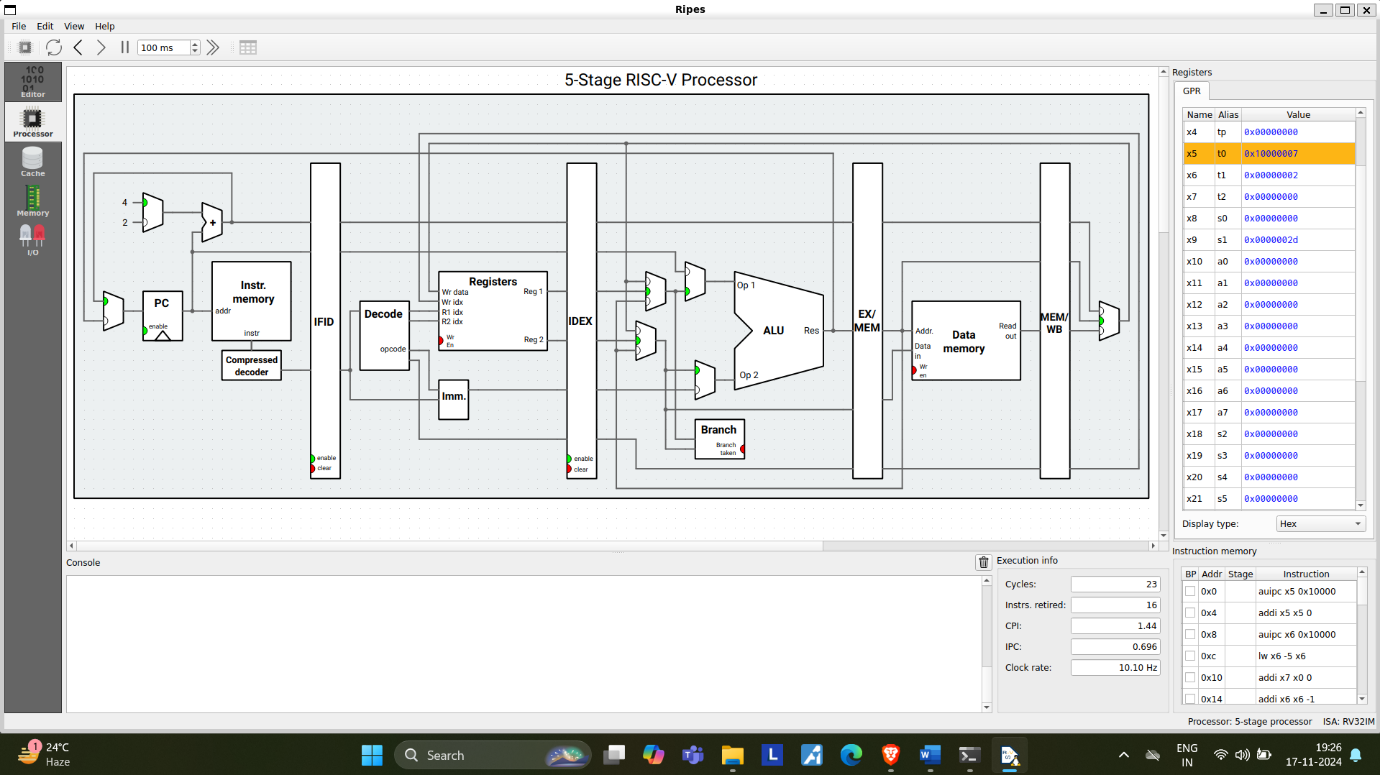 Ripes
File Edit View Help
100 ms
100
1010
01
Editor
Processor
Cache
Memory
I/O
5-Stage RISC-V Processor
4
2
+
PC
enable
Instr.
memory
addr
instr
Compressed
decoder
IFID
enable
clear
Decode
opcode
Registers
Wr data
Wr idx
R1 idx
R2 idx
Wr
En
Reg 1
Reg 2
Imm.
IDEX
enable
clear
Op 1
ALU
Res
Op 2
Branch
Branch
taken
EX/
MEM
Addr.
Data
in
Wr
en
Data
memory
Read
out
MEM/
WB
Registers
GPR
Name Alias Value
x4 tp 0x00000000
x5 t0 0x10000007
x6 t1 0x00000002
x7 t2 0x00000000
x8 s0 0x00000000
x9 s1 0x0000002d
x10 a0 0x00000000
x11 a1 0x00000000
x12 a2 0x00000000
x13 a3 0x00000000
x14 a4 0x00000000
x15 a5 0x00000000
x16 a6 0x00000000
x17 a7 0x00000000
x18 s2 0x00000000
x19 s3 0x00000000
x20 s4 0x00000000
x21 s5 0x00000000
Display type: Hex
Console
Execution info
Cycles: 23
Instrs. retired: 16
CPI: 1.44
IPC: 0.696
Clock rate: 10.10 Hz
Instruction memory
BP Addr Stage Instruction
0x0 auipc x5 0x10000
0x4 addi x5 x5 0
0x8 auipc x6 0x10000
0xc lw x6 -5 x6
0x10 addi x7 x0 0
0x14 addi x6 x6 -1
Processor: 5-stage processor ISA: RV32IM
1
24°C
Haze
Search
L
W
ENG
IN
19:26
17-11-2024